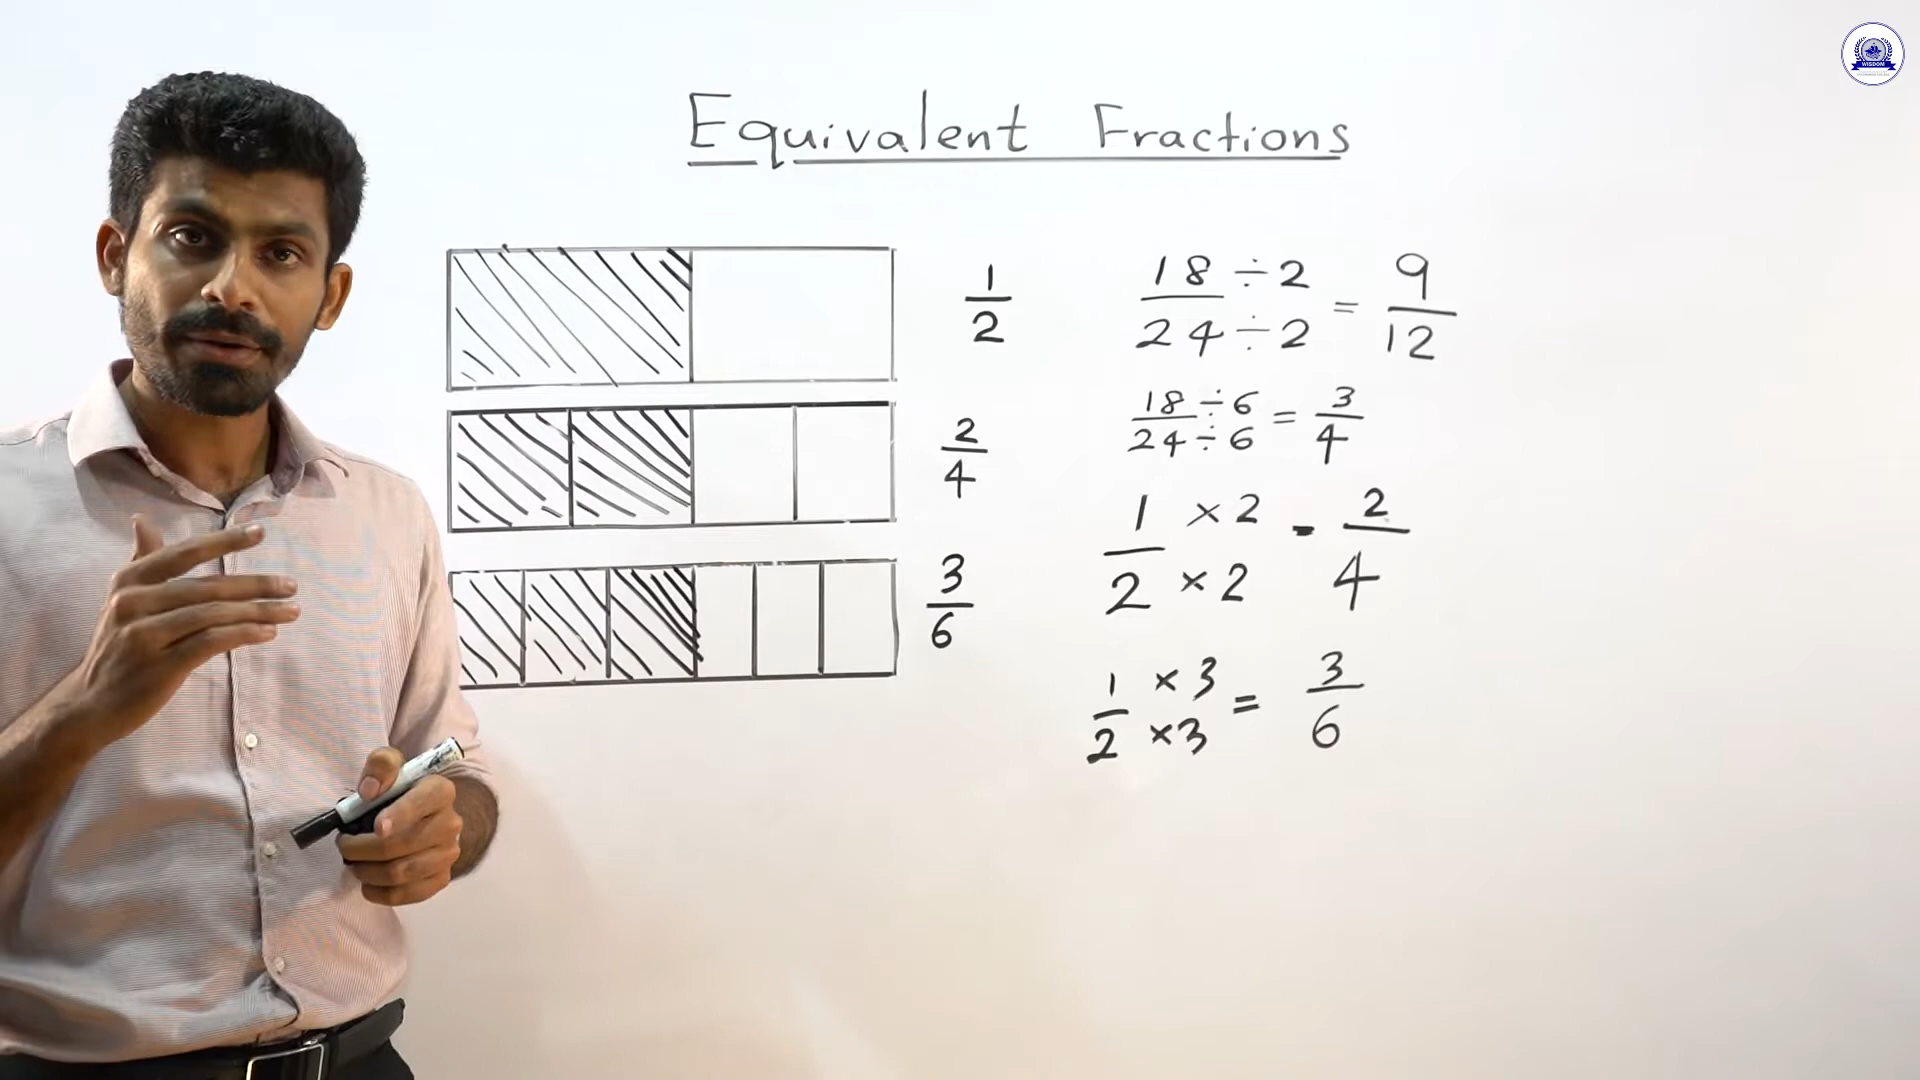 Equivalent Fractions
1/2
2/4
3/6
18÷2/24÷2 = 9/12
18÷6/24÷6 = 3/4
1×2/2×2 = 2/4
1×3/2×3 = 3/6
WISDOM